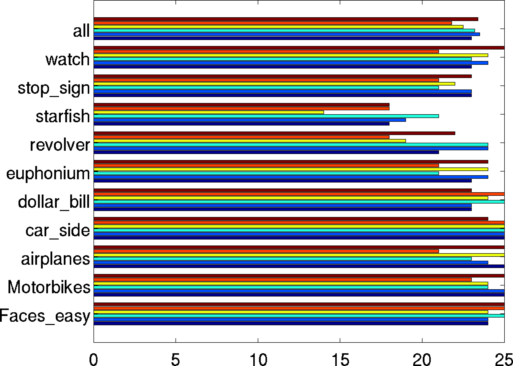 all
watch
stop_sign
starfish
revolver
euphonium
dollar_bill
car_side
airplanes
Motorbikes
Faces_easy
0 5 10 15 20 25